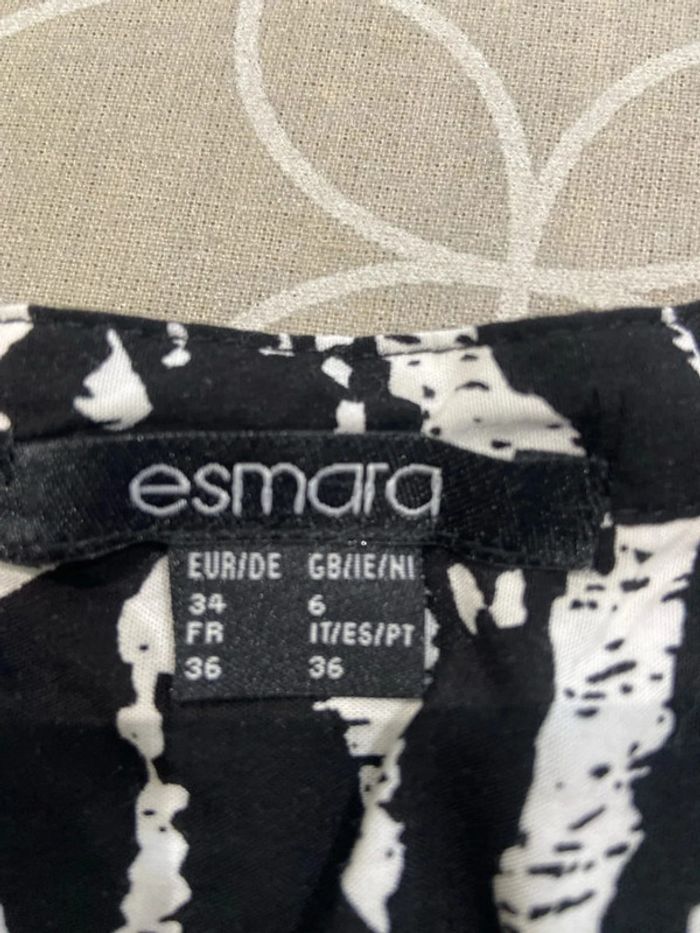 esmara
EUR/DE GB/IE/NI
34 6
FR IT/ES/PT
36 36